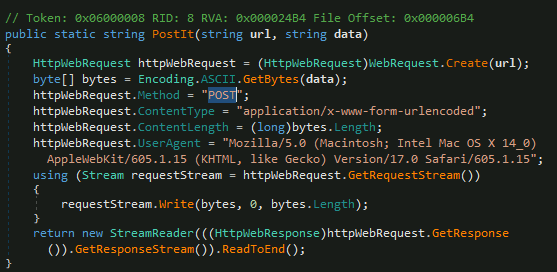 // Token: 0x06000008 RID: 8 RVA: 0x000024B4 File Offset: 0x000006B4
public static string PostIt(string url, string data)
{
HttpWebRequest httpWebRequest = (HttpWebRequest)WebRequest.Create(url);
byte[] bytes = Encoding.ASCII.GetBytes(data);
httpWebRequest.Method = "POST";
httpWebRequest.ContentType = "application/x-www-form-urlencoded";
httpWebRequest.ContentLength = (long)bytes.Length;
httpWebRequest.UserAgent = "Mozilla/5.0 (Macintosh; Intel Mac OS X 14_0)
AppleWebKit/605.1.15 (KHTML, like Gecko) Version/17.0 Safari/605.1.15";
using (Stream requestStream = httpWebRequest.GetRequestStream())
{
requestStream.Write(bytes, 0, bytes.Length);
}
return new StreamReader(((HttpWebResponse)httpWebRequest.GetResponse
()).GetResponseStream()).ReadToEnd();
}